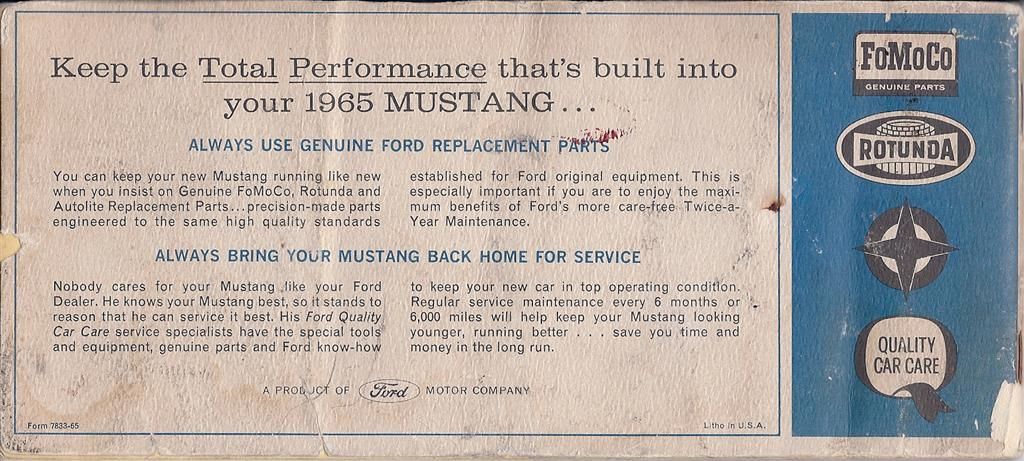 Keep the Total Performance that's built into
your 1965 MUSTANG...
ALWAYS USE GENUINE FORD REPLACEMENT PARTS
You can keep your new Mustang running like new
when you insist on Genuine FoMoCo, Rotunda and
Autolite Replacement Parts...precision-made parts
engineered to the same high quality standards
established for Ford original equipment. This is
especially important if you are to enjoy the maxi-
mum benefits of Ford's more care-free Twice-a-
Year Maintenance.
ALWAYS BRING YOUR MUSTANG BACK HOME FOR SERVICE
Nobody cares for your Mustang like your Ford
Dealer. He knows your Mustang best, so it stands to
reason that he can service it best. His Ford Quality
Car Care service specialists have the special tools
and equipment, genuine parts and Ford know-how
to keep your new car in top operating condition.
Regular service maintenance every 6 months or
6,000 miles will help keep your Mustang looking
younger, running better . . . save you time and
money in the long run.
A PRODUCT OF Ford MOTOR COMPANY
Form 7833-65
Litho in U.S.A.
FoMoCo
GENUINE PARTS
ROTUNDA
QUALITY
CAR CARE